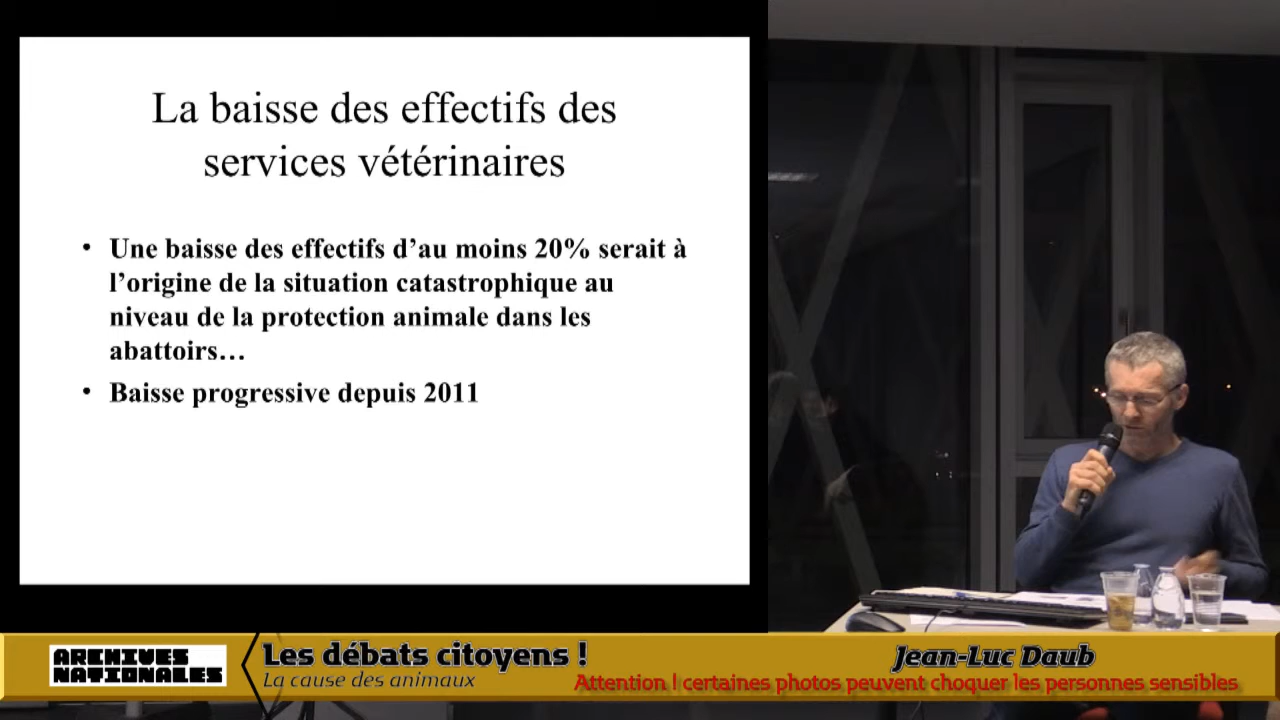 La baisse des effectifs des
services vétérinaires
• Une baisse des effectifs d’au moins 20% serait à
l’origine de la situation catastrophique au
niveau de la protection animale dans les
abattoirs…
• Baisse progressive depuis 2011
ARCHIVES
NATIONALES
Les débats citoyens !
La cause des animaux
Jean-Luc Daub
Attention ! certaines photos peuvent choquer les personnes sensibles